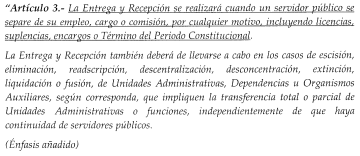 “Artículo 3.- La Entrega y Recepción se realizará cuando un servidor público se
separe de su empleo, cargo o comisión, por cualquier motivo, incluyendo licencias,
suplencias, encargos o Término del Periodo Constitucional.
La Entrega y Recepción también deberá de llevarse a cabo en los casos de escisión,
eliminación, readscripción, descentralización, desconcentración, extinción,
liquidación o fusión, de Unidades Administrativas, Dependencias u Organismos
Auxiliares, según corresponda, que impliquen la transferencia total o parcial de
Unidades Administrativas o funciones, independientemente de que haya
continuidad de servidores públicos.
(Énfasis añadido)